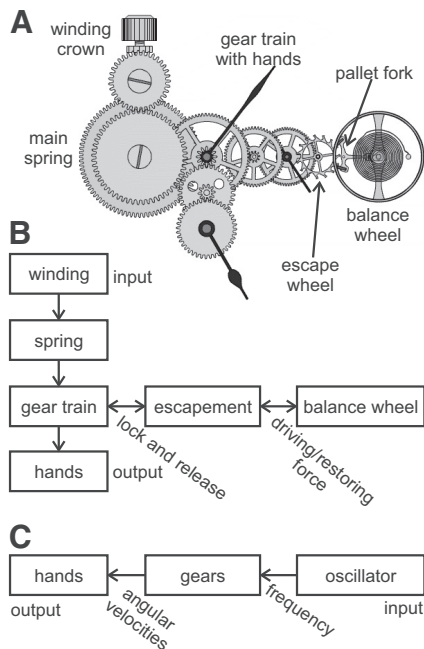 A
winding
crown
gear train
with hands
pallet fork
main
spring
balance
wheel
escape
wheel
B
winding
input
spring
gear train
escapement
balance wheel
lock and release
driving/restoring
force
hands
output
C
hands
gears
oscillator
output
angular
velocities
frequency
input